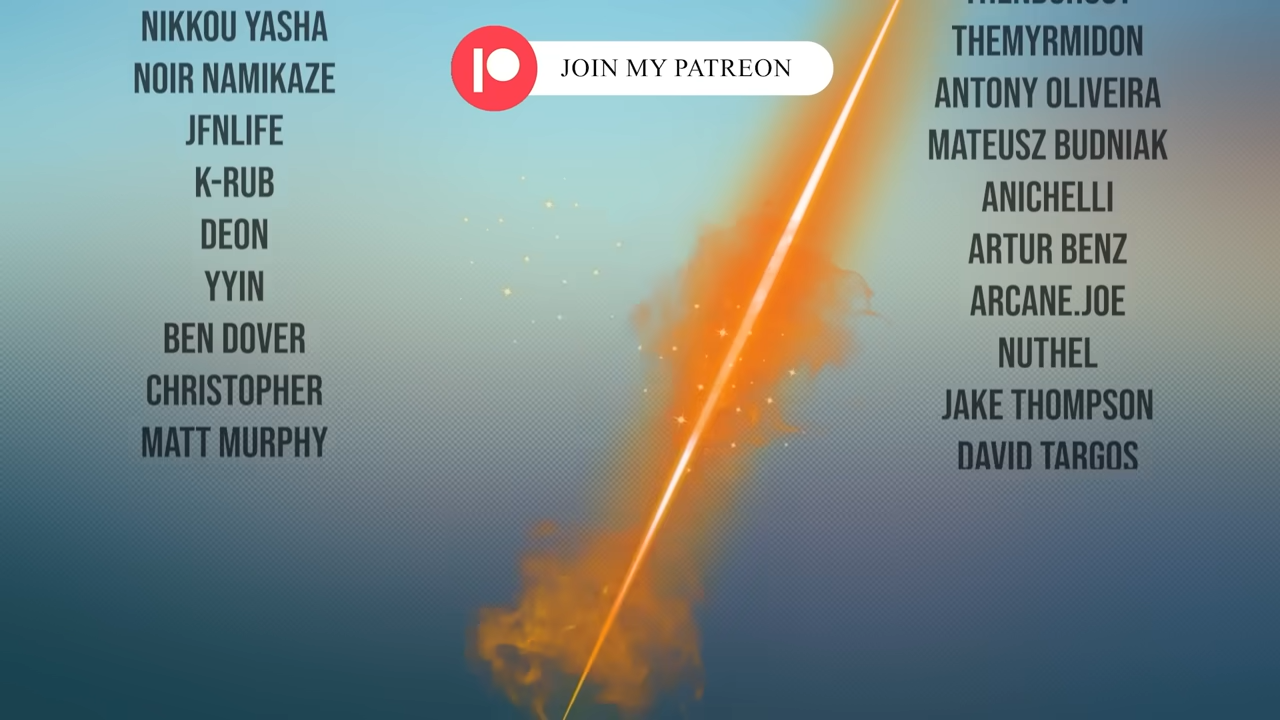 NIKKOU YASHA
NOIR NAMIKAZE
JFNLIFE
K-RUB
DEON
YYIN
BEN DOVER
CHRISTOPHER
MATT MURPHY
JOIN MY PATREON
THEMYRMIDON
ANTONY OLIVEIRA
MATEUSZ BUDNIAK
ANICHELLI
ARTUR BENZ
ARCANE.JOE
NUTHEL
JAKE THOMPSON
DAVID TARGOS